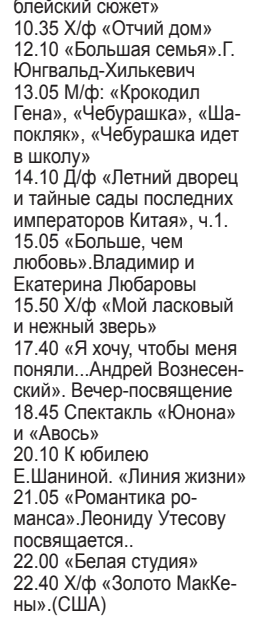 блейский сюжет»
10.35 Х/ф «Отчий дом»
12.10 «Большая семья».Г.
Юнгвальд-Хилькевич
13.05 М/ф: «Крокодил
Гена», «Чебурашка», «Ша-
покляк», «Чебурашка идет
в школу»
14.10 Д/ф «Летний дворец
и тайные сады последних
императоров Китая», ч.1.
15.05 «Больше, чем
любовь».Владимир и
Екатерина Любаровы
15.50 Х/ф «Мой ласковый
и нежный зверь»
17.40 «Я хочу, чтобы меня
поняли...Андрей Вознесен-
ский». Вечер-посвящение
18.45 Спектакль «Юнона»
и «Авось»
20.10 К юбилею
Е.Шаниной. «Линия жизни»
21.05 «Романтика ро-
манса».Леониду Утесову
посвящается..
22.00 «Белая студия»
22.40 Х/ф «Золото МакКе-
ны».(США)